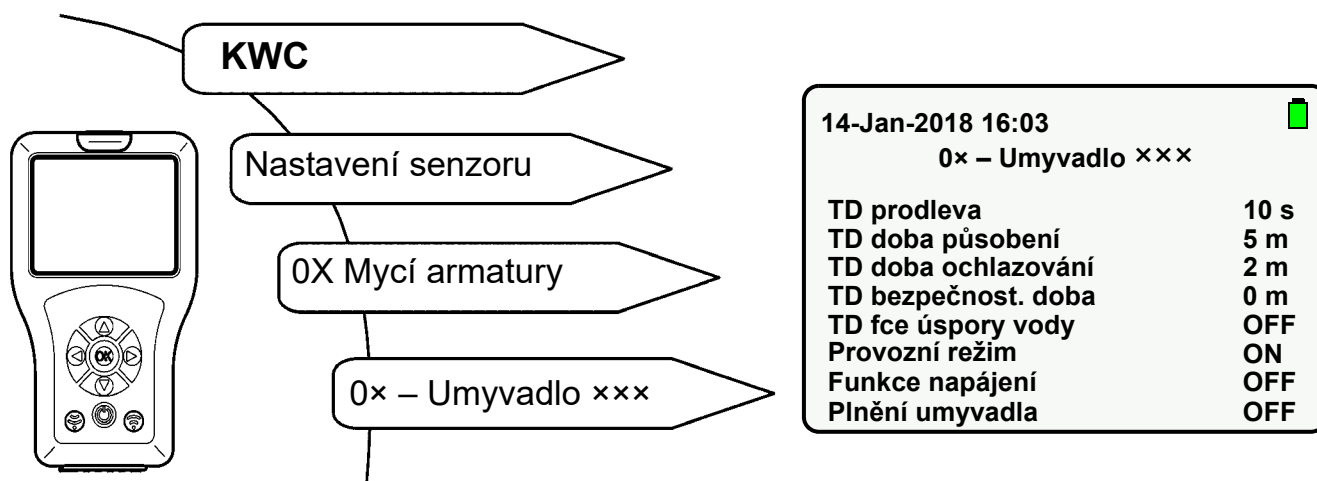 KWC
Nastavení senzoru
0X Mycí armatury
0× – Umyvadlo ×××
OK
14-Jan-2018 16:03
0× – Umyvadlo ×××
TD prodleva 10 s
TD doba působení 5 m
TD doba ochlazování 2 m
TD bezpečnost. doba 0 m
TD fce úspory vody OFF
Provozní režim ON
Funkce napájení OFF
Plnění umyvadla OFF